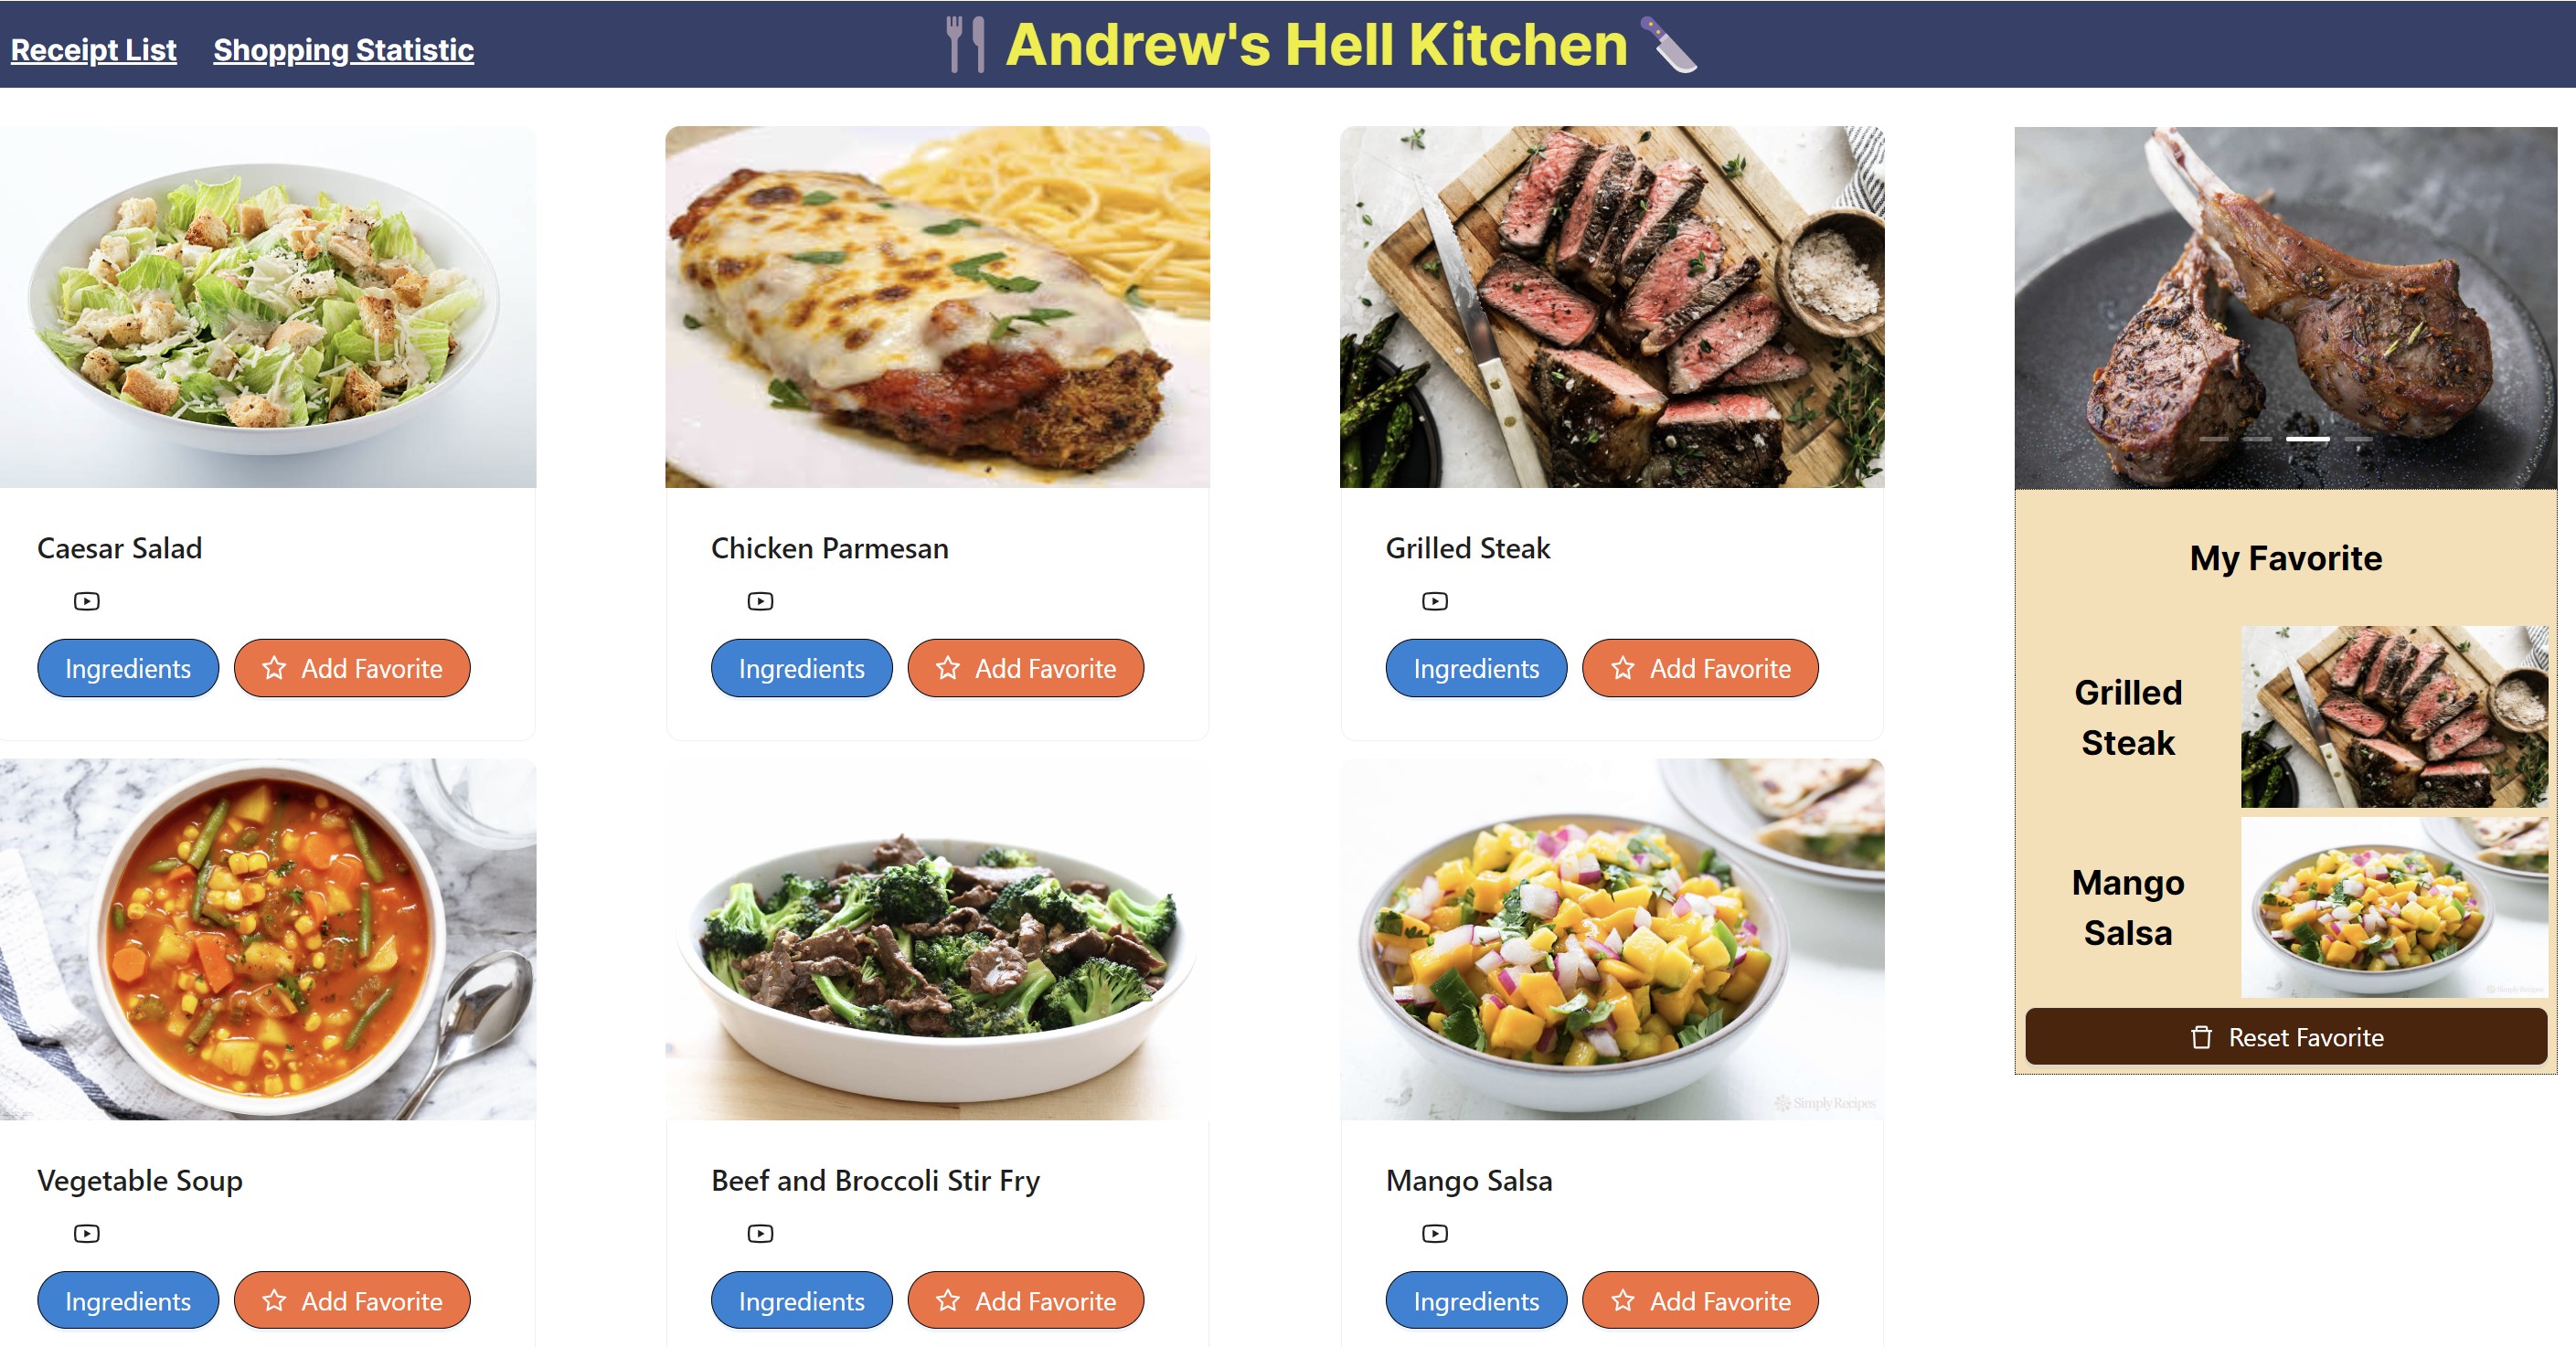 Receipt List
Shopping Statistic
Andrew's Hell Kitchen
Caesar Salad
Ingredients
Add Favorite
Chicken Parmesan
Ingredients
Add Favorite
Grilled Steak
Ingredients
Add Favorite
Vegetable Soup
Ingredients
Add Favorite
Beef and Broccoli Stir Fry
Ingredients
Add Favorite
SimplyRecipes
Mango Salsa
Ingredients
Add Favorite
My Favorite
Grilled
Steak
Mango
Salsa
SimplyRecipes
Reset Favorite